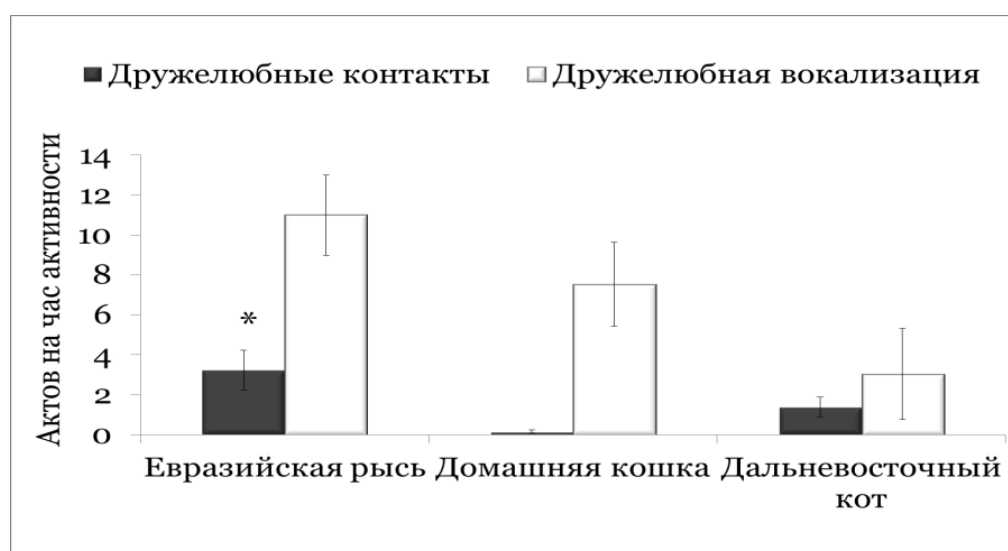 Дружелюбные контакты Дружелюбная вокализация
Актов на час активности
14
12
10
8
6
4
*
2
0
Евразийская рысь Домашняя кошка Дальневосточный
кот